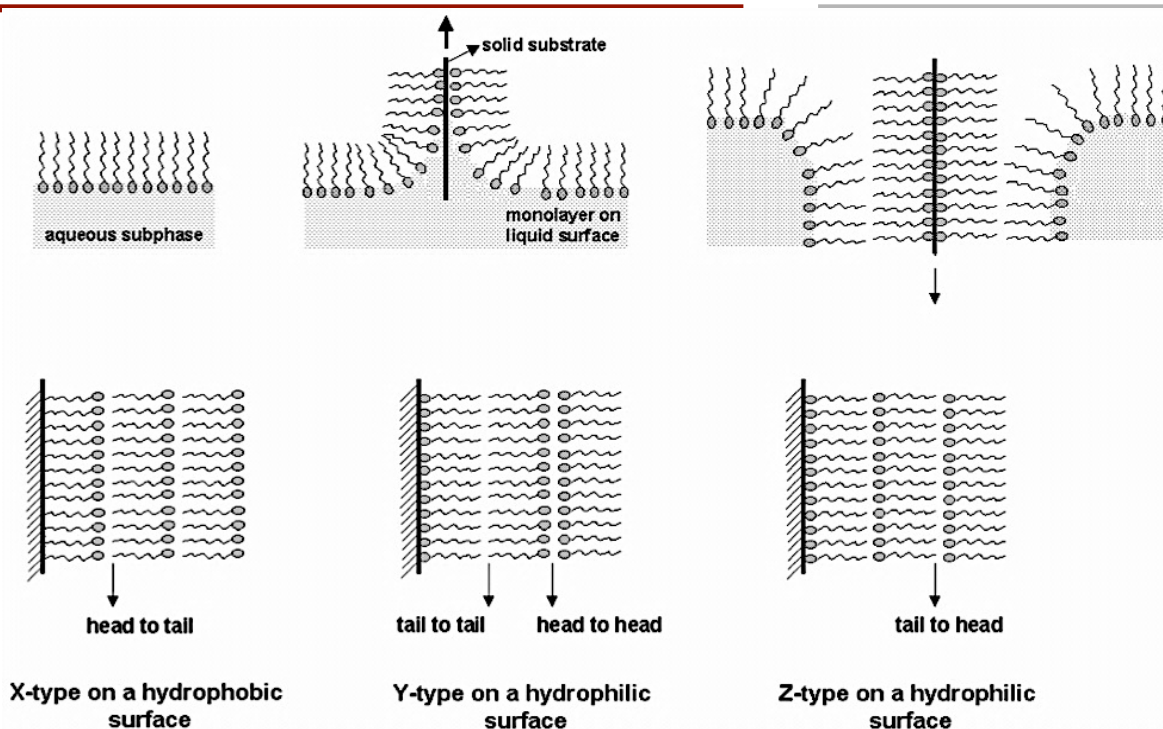 solid substrate
aqueous subphase
monolayer on
liquid surface
head to tail
tail to tail
head to head
tail to head
X-type on a hydrophobic
surface
Y-type on a hydrophilic
surface
Z-type on a hydrophilic
surface